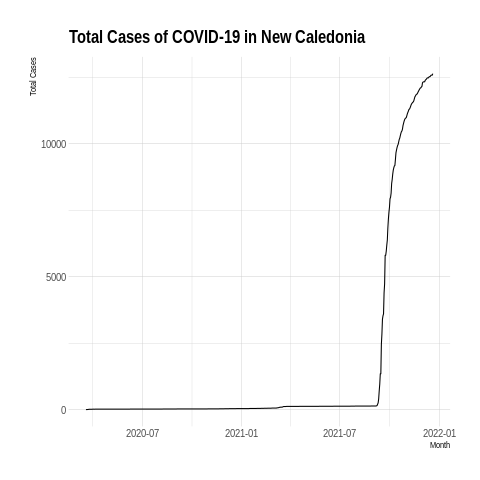 Total Cases of COVID-19 in New Caledonia
Total Cases
10000
5000
0
2020-07
2021-01
2021-07
2022-01
Month